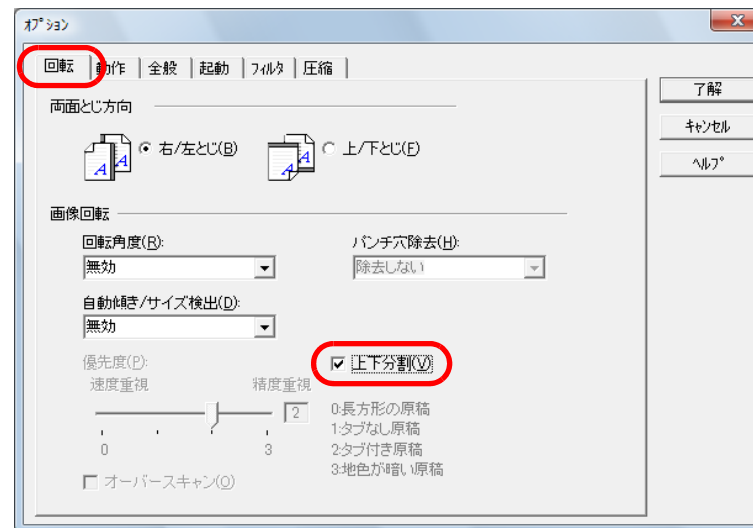 ｵﾌﾟｼｮﾝ
回転 動作 全般 起動 ﾌｨﾙﾀ 圧縮
了解
ｷｬﾝｾﾙ
ﾍﾙﾌﾟ
両面とじ方向
右/左とじ(B)
上/下とじ(F)
画像回転
回転角度(R):
パンチ穴除去(H):
無効
除去しない
自動傾き/サイズ検出(D):
無効
優先度(P):
上下分割(V)
速度重視 精度重視
2
0 3
0:長方形の原稿
1:タブなし原稿
2:タブ付き原稿
3:地色が暗い原稿
オーバースキャン(O)